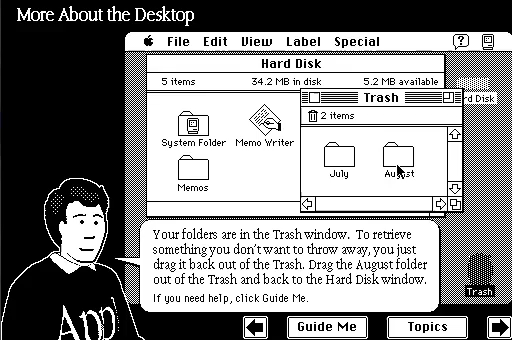 More About the Desktop
File Edit View Label Special
Hard Disk
5 items 34.2 MB in disk 5.2 MB available
Trash
rd Disk
2 items
System Folder Memo Writer
July August
Memos
Your folders are in the Trash window. To retrieve
something you don't want to throw away, you just
drag it back out of the Trash. Drag the August folder
out of the Trash and back to the Hard Disk window.
If you need help, click Guide Me.
Trash
App
Guide Me Topics